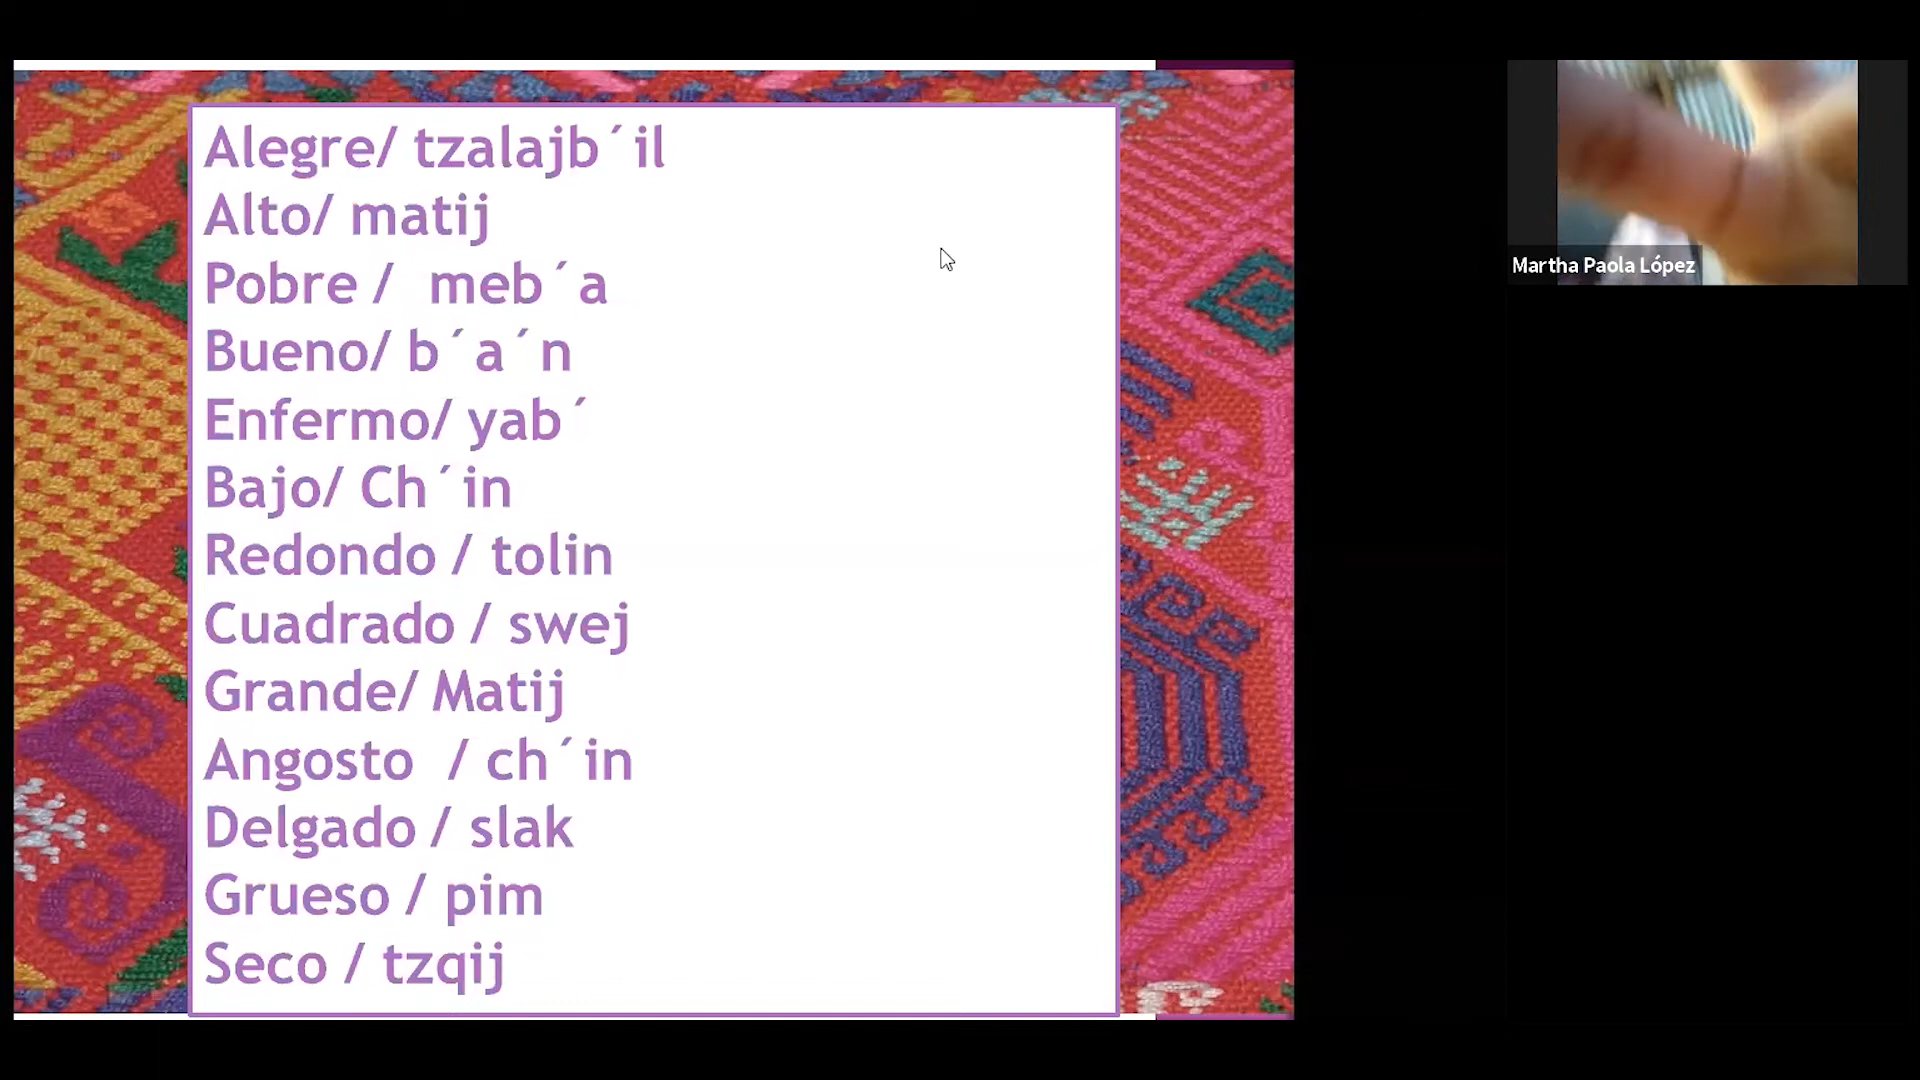 Alegre/ tzalajb´il
Alto/ matij
Pobre /  meb´a
Bueno/ b´a´n
Enfermo/ yab´
Bajo/ Ch´in
Redondo / tolin
Cuadrado / swej
Grande/ Matij
Angosto  / ch´in
Delgado / slak
Grueso / pim
Seco / tzqij
Martha Paola López